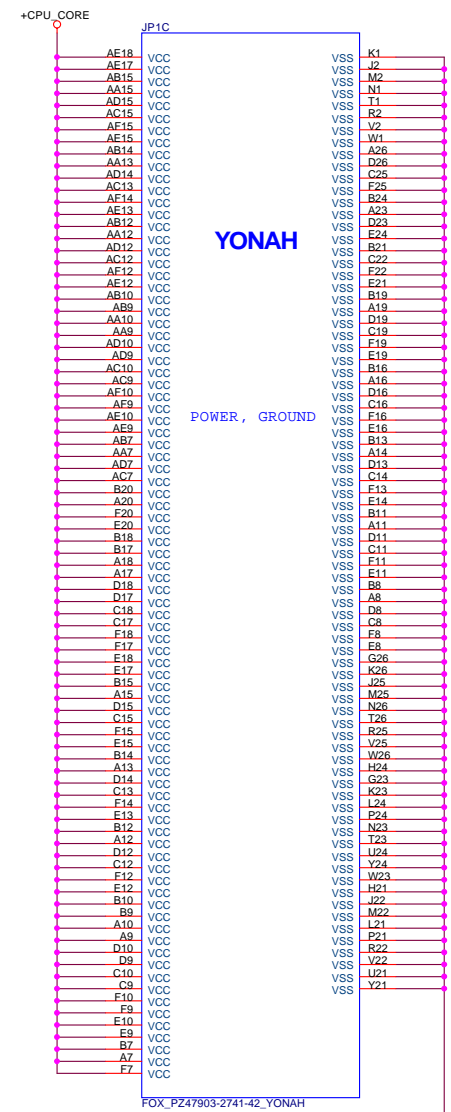 +CPU_CORE
JP1C
AE18 VCC VSS K1
AE17 VCC VSS J2
AB15 VCC VSS M2
AA15 VCC VSS N1
AD15 VCC VSS T1
AC15 VCC VSS R2
AF15 VCC VSS V2
AE15 VCC VSS W1
AB14 VCC VSS A26
AA13 VCC VSS D26
AD14 VCC VSS C25
AC13 VCC VSS F25
AF14 VCC VSS B24
AE13 VCC VSS A23
AB12 VCC VSS D23
AA12 VCC VSS E24
YONAH
AD12 VCC VSS B21
AC12 VCC VSS C22
AF12 VCC VSS F22
AE12 VCC VSS E21
AB10 VCC VSS B19
AB9 VCC VSS A19
AA10 VCC VSS D19
AA9 VCC VSS C19
AD10 VCC VSS F19
AD9 VCC VSS E19
AC10 VCC VSS B16
AC9 VCC VSS A16
AF10 VCC VSS D16
AF9 VCC VSS C16
AE10 VCC VSS F16
POWER, GROUND
AE9 VCC VSS E16
AB7 VCC VSS B13
AA7 VCC VSS A14
AD7 VCC VSS D13
AC7 VCC VSS C14
B20 VCC VSS F13
A20 VCC VSS E14
F20 VCC VSS B11
E20 VCC VSS A11
B18 VCC VSS D11
B17 VCC VSS C11
A18 VCC VSS F11
A17 VCC VSS E11
D18 VCC VSS B8
D17 VCC VSS A8
C18 VCC VSS D8
C17 VCC VSS C8
F18 VCC VSS F8
F17 VCC VSS E8
E18 VCC VSS G26
E17 VCC VSS K26
B15 VCC VSS J25
A15 VCC VSS M25
D15 VCC VSS N26
C15 VCC VSS T26
F15 VCC VSS R25
E15 VCC VSS V25
B14 VCC VSS W26
A13 VCC VSS H24
D14 VCC VSS G23
C13 VCC VSS K23
F14 VCC VSS L24
E13 VCC VSS P24
B12 VCC VSS N23
A12 VCC VSS T23
D12 VCC VSS U24
C12 VCC VSS Y24
F12 VCC VSS W23
E12 VCC VSS H21
B10 VCC VSS J22
B9 VCC VSS M22
A10 VCC VSS L21
A9 VCC VSS P21
D10 VCC VSS R22
D9 VCC VSS V22
C10 VCC VSS U21
C9 VCC VSS Y21
F10 VCC
F9 VCC
E10 VCC
E9 VCC
B7 VCC
A7 VCC
F7 VCC
FOX_PZ47903-2741-42_YONAH